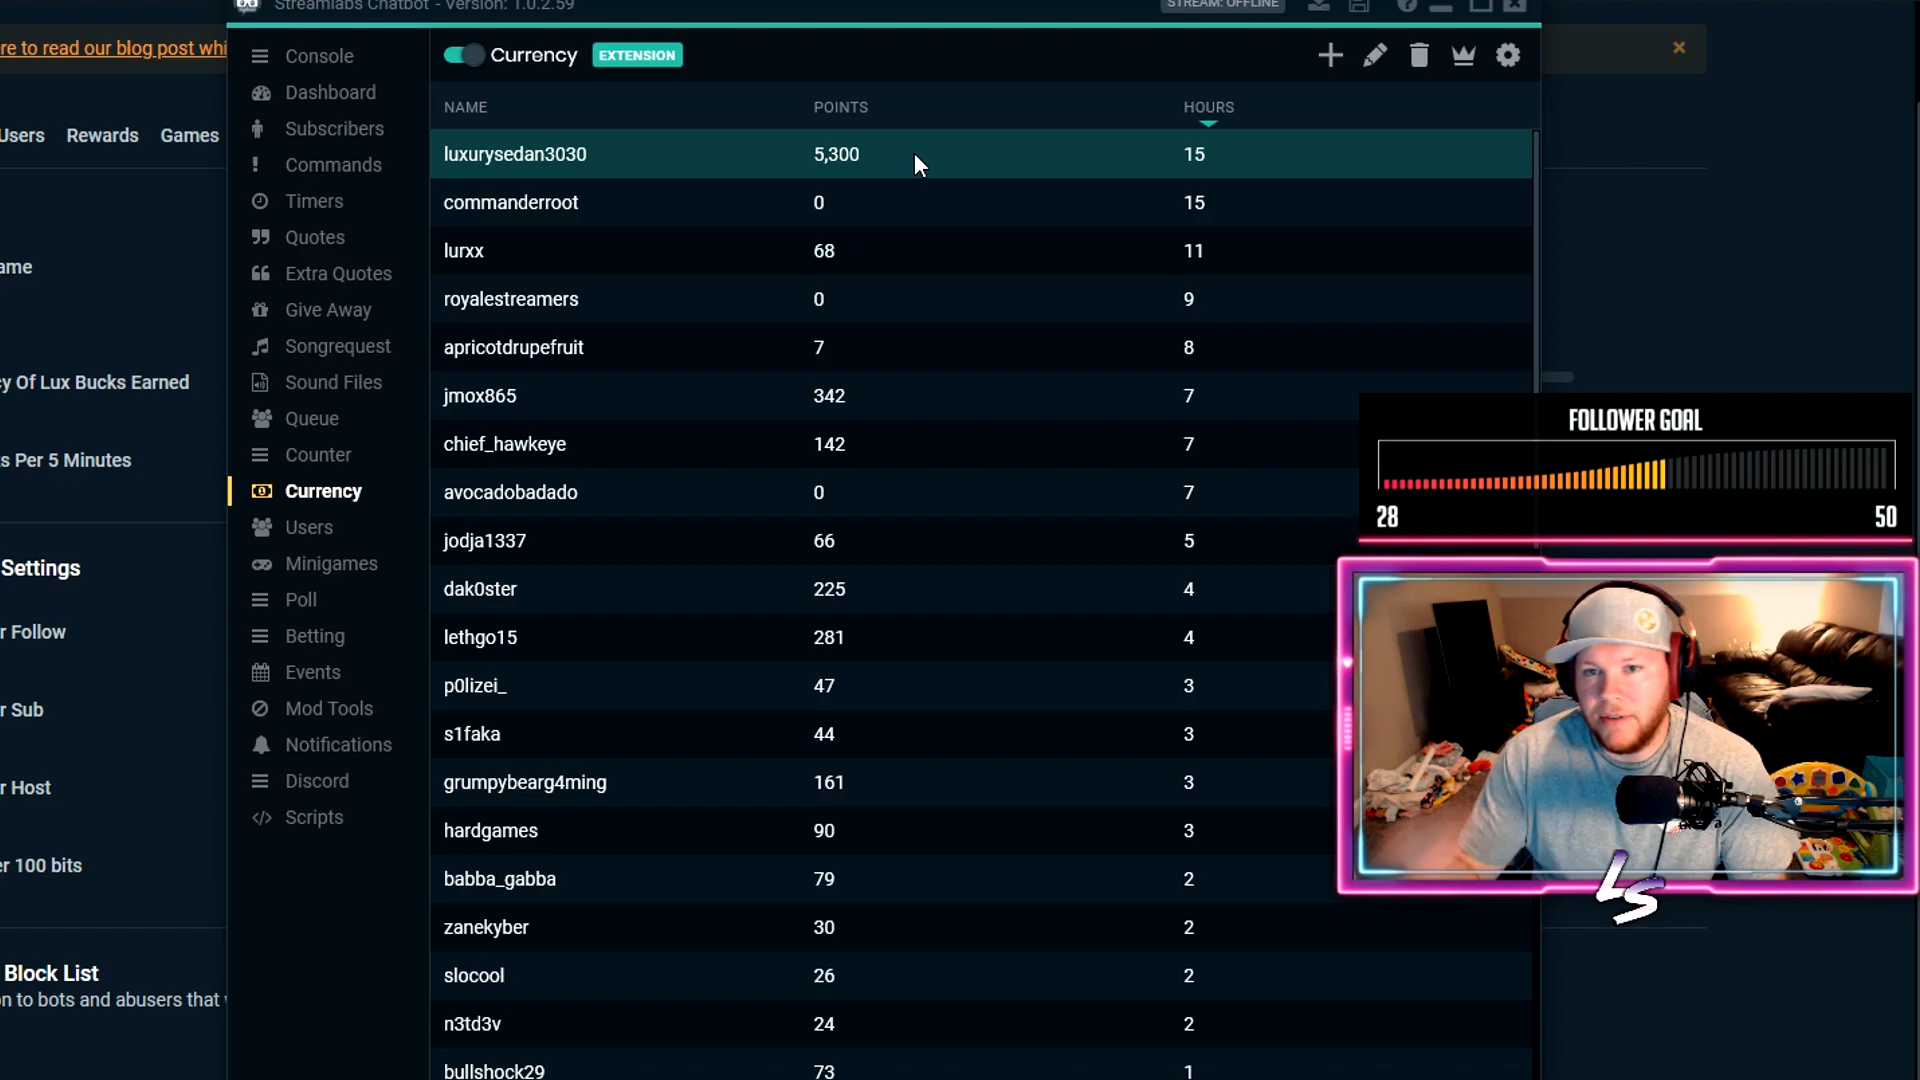 Streamlabs Chatbot - Version: 1.0.2.59
STREAM: OFFLINE
re to read our blog post whi
Users Rewards Games
ame
cy Of Lux Bucks Earned
s Per 5 Minutes
Settings
r Follow
r Sub
r Host
er 100 bits
Block List
on to bots and abusers that
Console
Dashboard
Subscribers
Commands
Timers
Quotes
Extra Quotes
Give Away
Songrequest
Sound Files
Queue
Counter
Currency
Users
Minigames
Poll
Betting
Events
Mod Tools
Notifications
Discord
Scripts
Currency EXTENSION
NAME POINTS HOURS
luxurysedan3030 5,300 15
commanderroot 0 15
lurxx 68 11
royalestreamers 0 9
apricotdrupefruit 7 8
jmox865 342 7
chief_hawkeye 142 7
avocadobadado 0 7
jodja1337 66 5
dak0ster 225 4
lethgo15 281 4
p0lizei_ 47 3
s1faka 44 3
grumpybearg4ming 161 3
hardgames 90 3
babba_gabba 79 2
zanekyber 30 2
slocool 26 2
n3td3v 24 2
bullshock29 73 1
FOLLOWER GOAL
28 50
LS